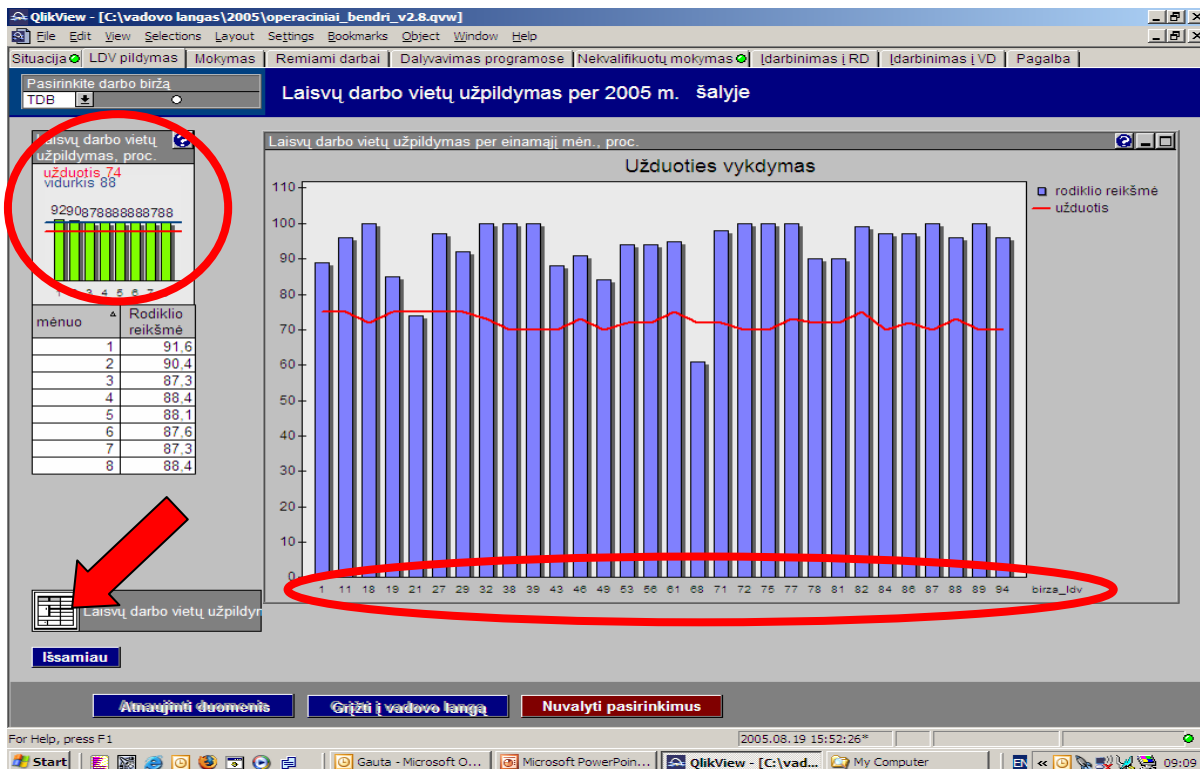 QlikView - [C:\vadovo langas\2005\operaciniai_bendri_v2.8.qvw]
File Edit View Selections Layout Settings Bookmarks Object Window Help
Situacija LDV pildymas Mokymas Remiami darbai Dalyvavimas programose Nekvalifikuotų mokymas Įdarbinimas į RD Įdarbinimas į VD Pagalba
Pasirinkite darbo biržą
TDB
Laisvų darbo vietų užpildymas per 2005 m. šalyje
Laisvų darbo vietų
užpildymas, proc.
užduotis 74
vidurkis 88
9290878888888788
mėnuo Rodiklio reikšmė
1 91,6
2 90,4
3 87,3
4 88,4
5 88,1
6 87,6
7 87,3
8 88,4
Laisvų darbo vietų užpildymas per einamąjį mėn., proc.
Užduoties vykdymas
rodiklio reikšmė
užduotis
110
100
90
80
70
60
50
40
30
20
10
0
1 11 18 19 21 27 29 32 38 39 43 46 49 53 56 61 68 71 72 75 77 78 81 82 84 86 87 88 89 94 birza_ldv
Laisvų darbo vietų užpildyn
Išsamiau
Atnaujinti duomenis Grįžti į vadovo langą Nuvalyti pasirinkimus
For Help, press F1 2005.08.19 15:52:26*
Start Gauta - Microsoft O... Microsoft PowerPoin... QlikView - [C:\vad... My Computer EN 09:09